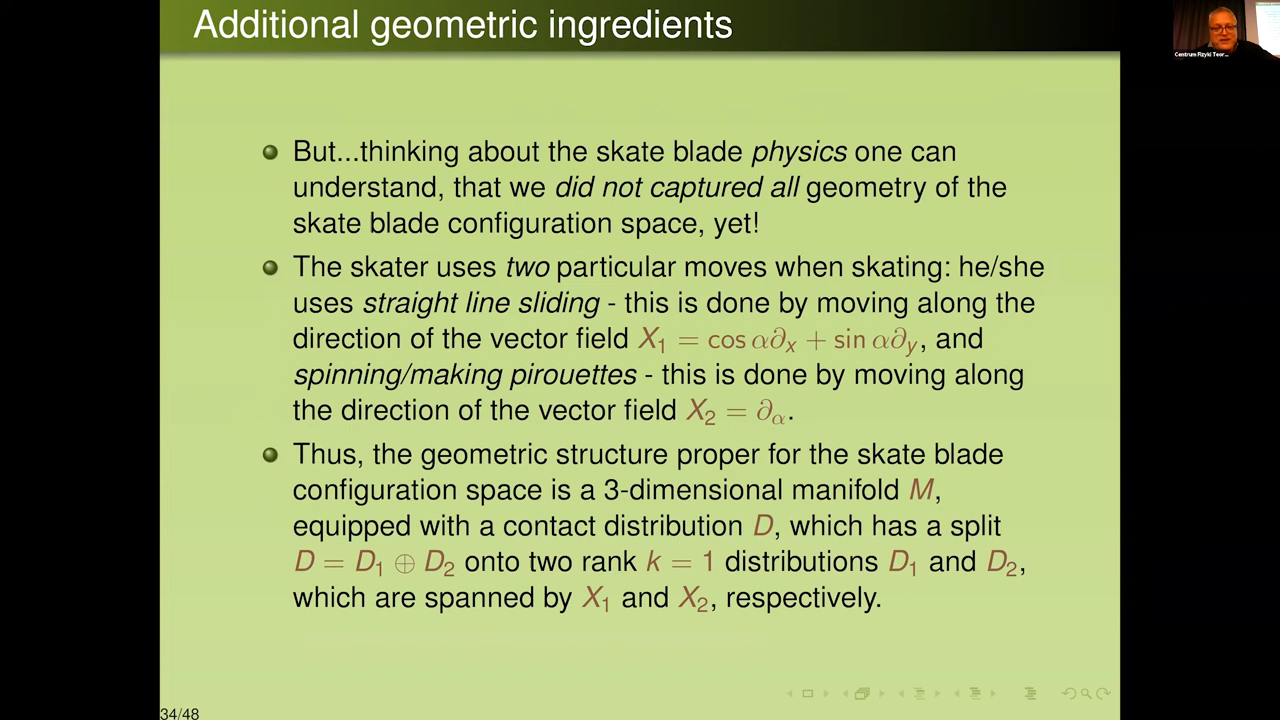 Additional geometric ingredients
Centrum Fizyki Teor...
But...thinking about the skate blade physics one can
understand, that we did not captured all geometry of the
skate blade configuration space, yet!
The skater uses two particular moves when skating: he/she
uses straight line sliding - this is done by moving along the
direction of the vector field X₁ = cos α∂ₓ + sin α∂ᵧ, and
spinning/making pirouettes - this is done by moving along
the direction of the vector field X₂ = ∂α.
Thus, the geometric structure proper for the skate blade
configuration space is a 3-dimensional manifold M,
equipped with a contact distribution D, which has a split
D = D₁ ⊕ D₂ onto two rank k = 1 distributions D₁ and D₂,
which are spanned by X₁ and X₂, respectively.
34/48